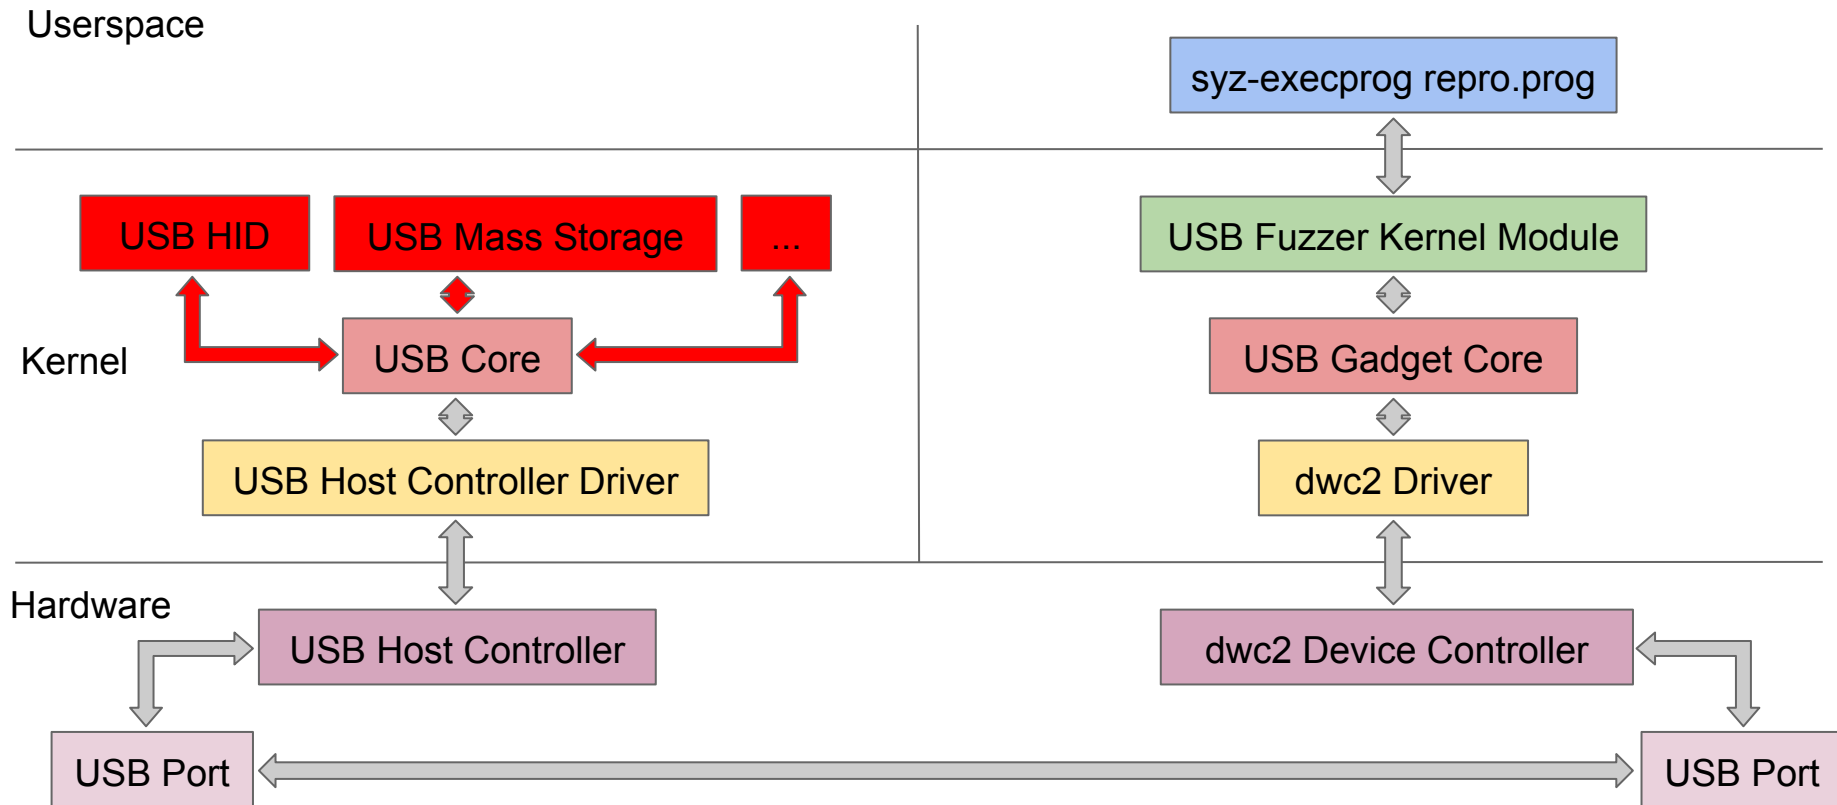 Userspace
syz-execprog repro.prog
USB HID
USB Mass Storage
...
USB Fuzzer Kernel Module
Kernel
USB Core
USB Gadget Core
USB Host Controller Driver
dwc2 Driver
Hardware
USB Host Controller
dwc2 Device Controller
USB Port
USB Port